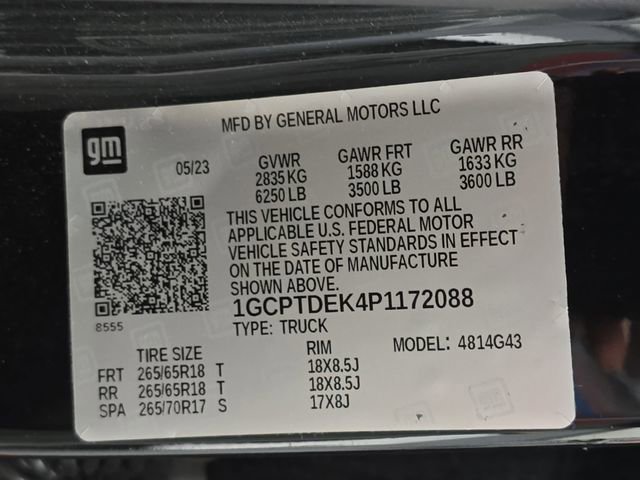 gm
MFD BY GENERAL MOTORS LLC
05/23
GVWR GAWR FRT GAWR RR
2835 KG 1588 KG 1633 KG
6250 LB 3500 LB 3600 LB
THIS VEHICLE CONFORMS TO ALL
APPLICABLE U.S. FEDERAL MOTOR
VEHICLE SAFETY STANDARDS IN EFFECT
ON THE DATE OF MANUFACTURE
SHOWN ABOVE.
8555
1GCPTDEK4P1172088
TYPE: TRUCK
MODEL: 4814G43
TIRE SIZE RIM
FRT 265/65R18 T 18X8.5J
RR 265/65R18 T 18X8.5J
SPA 265/70R17 S 17X8J